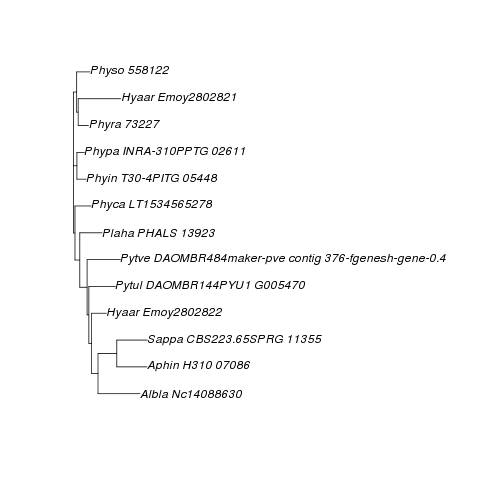 Physo 558122
Hyaar Emoy2802821
Phyra 73227
Phypa INRA-310PPTG 02611
Phyin T30-4PITG 05448
Phyca LT1534565278
Plaha PHALS 13923
Pytve DAOMBR484maker-pve contig 376-fgenesh-gene-0.4
Pytul DAOMBR144PYU1 G005470
Hyaar Emoy2802822
Sappa CBS223.65SPRG 11355
Aphin H310 07086
Albla Nc14088630